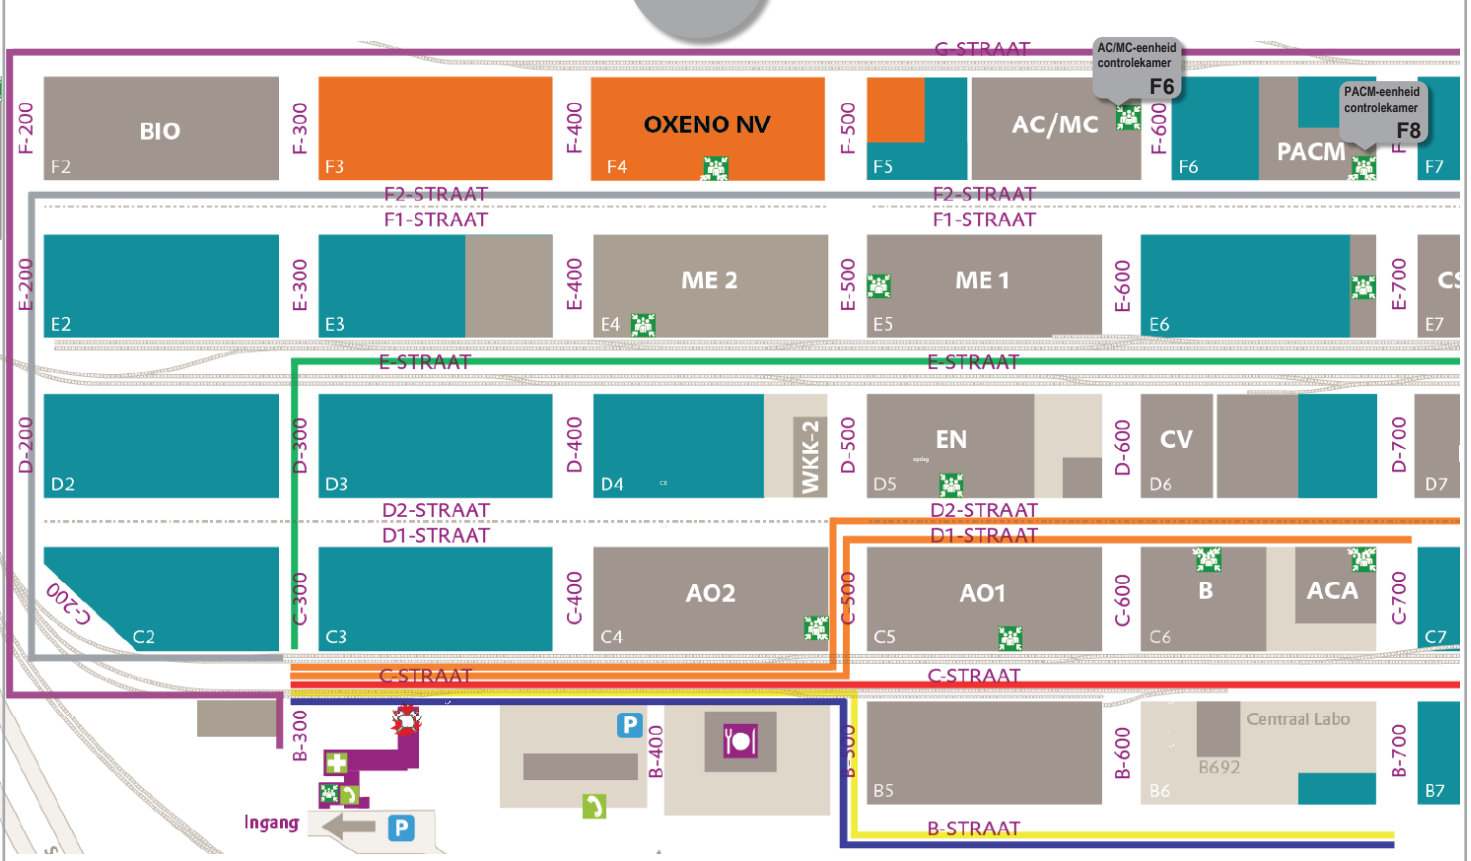 G-STRAAT
AC/MC-eenheid
controlekamer
F6
PACM-eenheid
controlekamer
F8
F-200
BIO
F2
F-300
F3
F-400
OXENO NV
F4
F-500
F5
AC/MC
F-600
F6
PACM
F7
F2-STRAAT
F2-STRAAT
F1-STRAAT
F1-STRAAT
E-200
E2
E-300
E3
E-400
ME 2
E4
E-500
ME 1
E5
E-600
E6
E-700
E7
E-STRAAT
E-STRAAT
D-200
D2
D-300
D3
D-400
D4
WKK-2
D-500
EN
D5
D-600
CV
D6
D-700
D7
D2-STRAAT
D2-STRAAT
D1-STRAAT
D1-STRAAT
C-200
C2
C-300
C3
C-400
AO2
C4
C-500
AO1
C5
C-600
B
C6
ACA
C-700
C7
C-STRAAT
C-STRAAT
B-300
P
B-400
B-500
B5
B-600
Centraal Labo
B692
B6
B-700
B7
Ingang
P
B-STRAAT